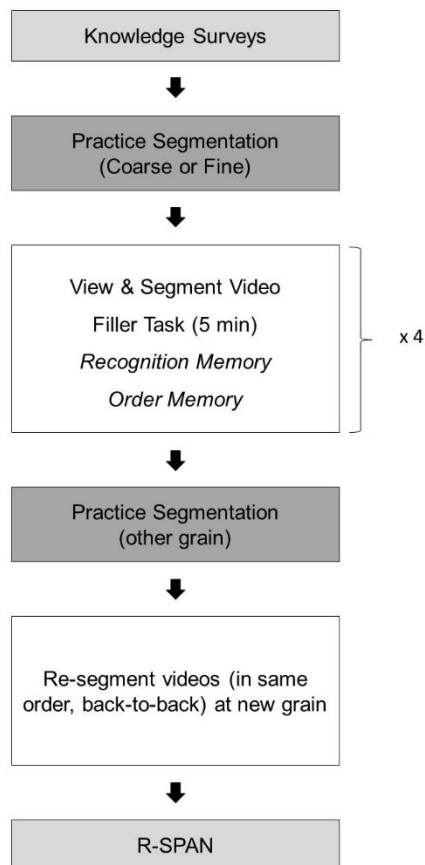 Knowledge Surveys
Practice Segmentation
(Coarse or Fine)
View & Segment Video
Filler Task (5 min)
Recognition Memory
Order Memory
x 4
Practice Segmentation
(other grain)
Re-segment videos (in same
order, back-to-back) at new grain
R-SPAN